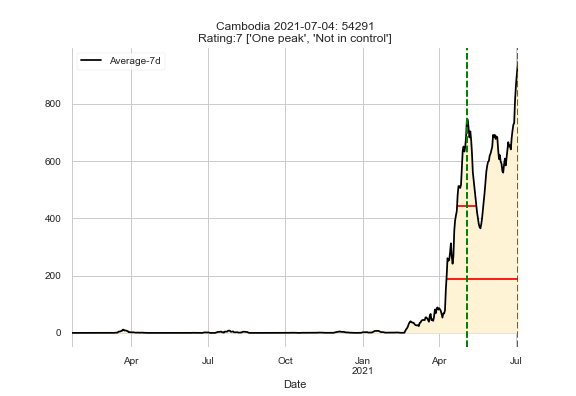 Cambodia 2021-07-04: 54291
Rating:7 ['One peak', 'Not in control']
Average-7d
800
600
400
200
0
Apr Jul Oct Jan Apr Jul
2021
Date